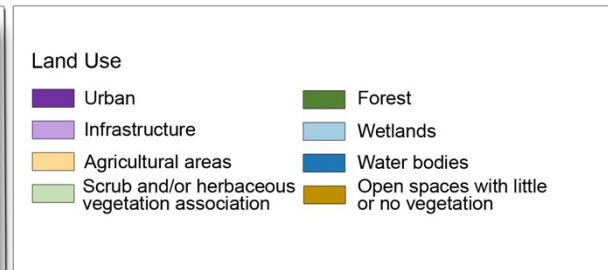 Land Use
Urban
Infrastructure
Agricultural areas
Scrub and/or herbaceous
vegetation association
Forest
Wetlands
Water bodies
Open spaces with little
or no vegetation